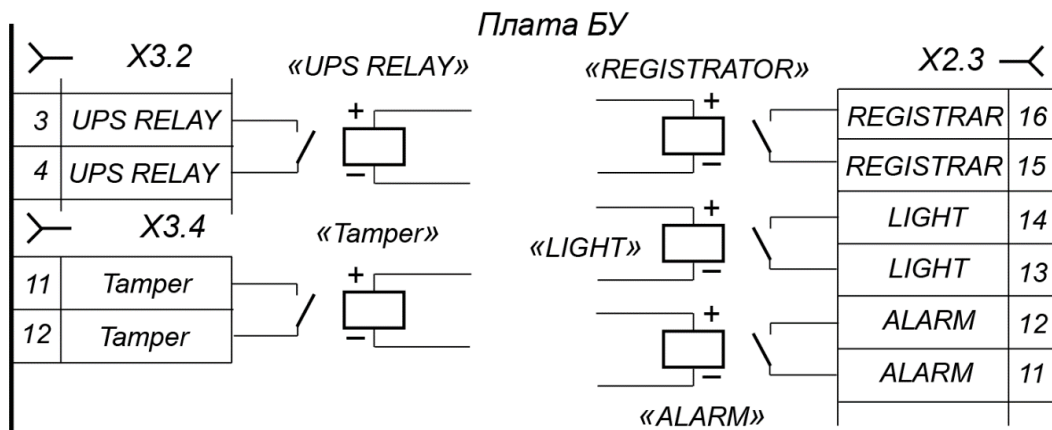 Плата БУ
X3.2
«UPS RELAY»
+
3 UPS RELAY
4 UPS RELAY
−
X3.4
«Tamper»
+
11 Tamper
12 Tamper
−
«REGISTRATOR»
X2.3
+
REGISTRAR 16
−
REGISTRAR 15
+
LIGHT 14
«LIGHT»
−
LIGHT 13
+
ALARM 12
−
ALARM 11
«ALARM»